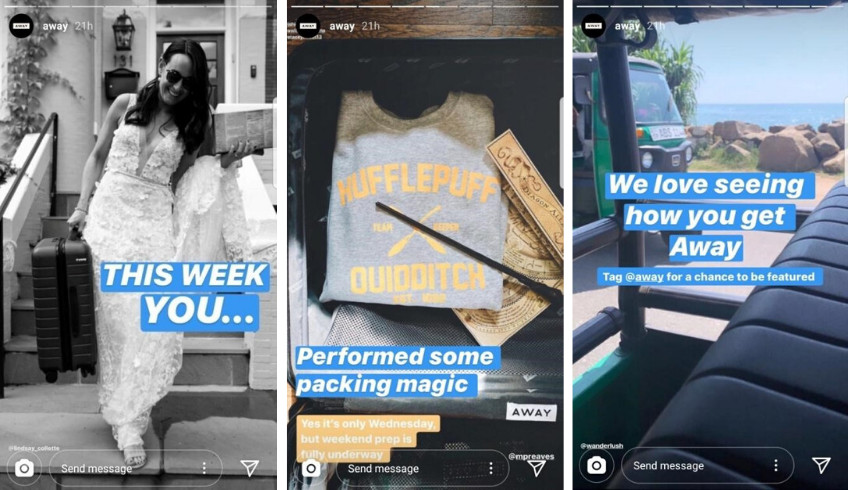 away 21h
THIS WEEK
YOU...
@lindsay_collette
Send message
away 21h
HUFFLEPUFF
TEAM KEEPER
QUIDDITCH
Performed some
packing magic
AWAY
Yes it's only Wednesday,
but weekend prep is
fully underway
@mpreaves
Send message
away 21h
We love seeing
how you get
Away
Tag @away for a chance to be featured
@wanderlush
Send message